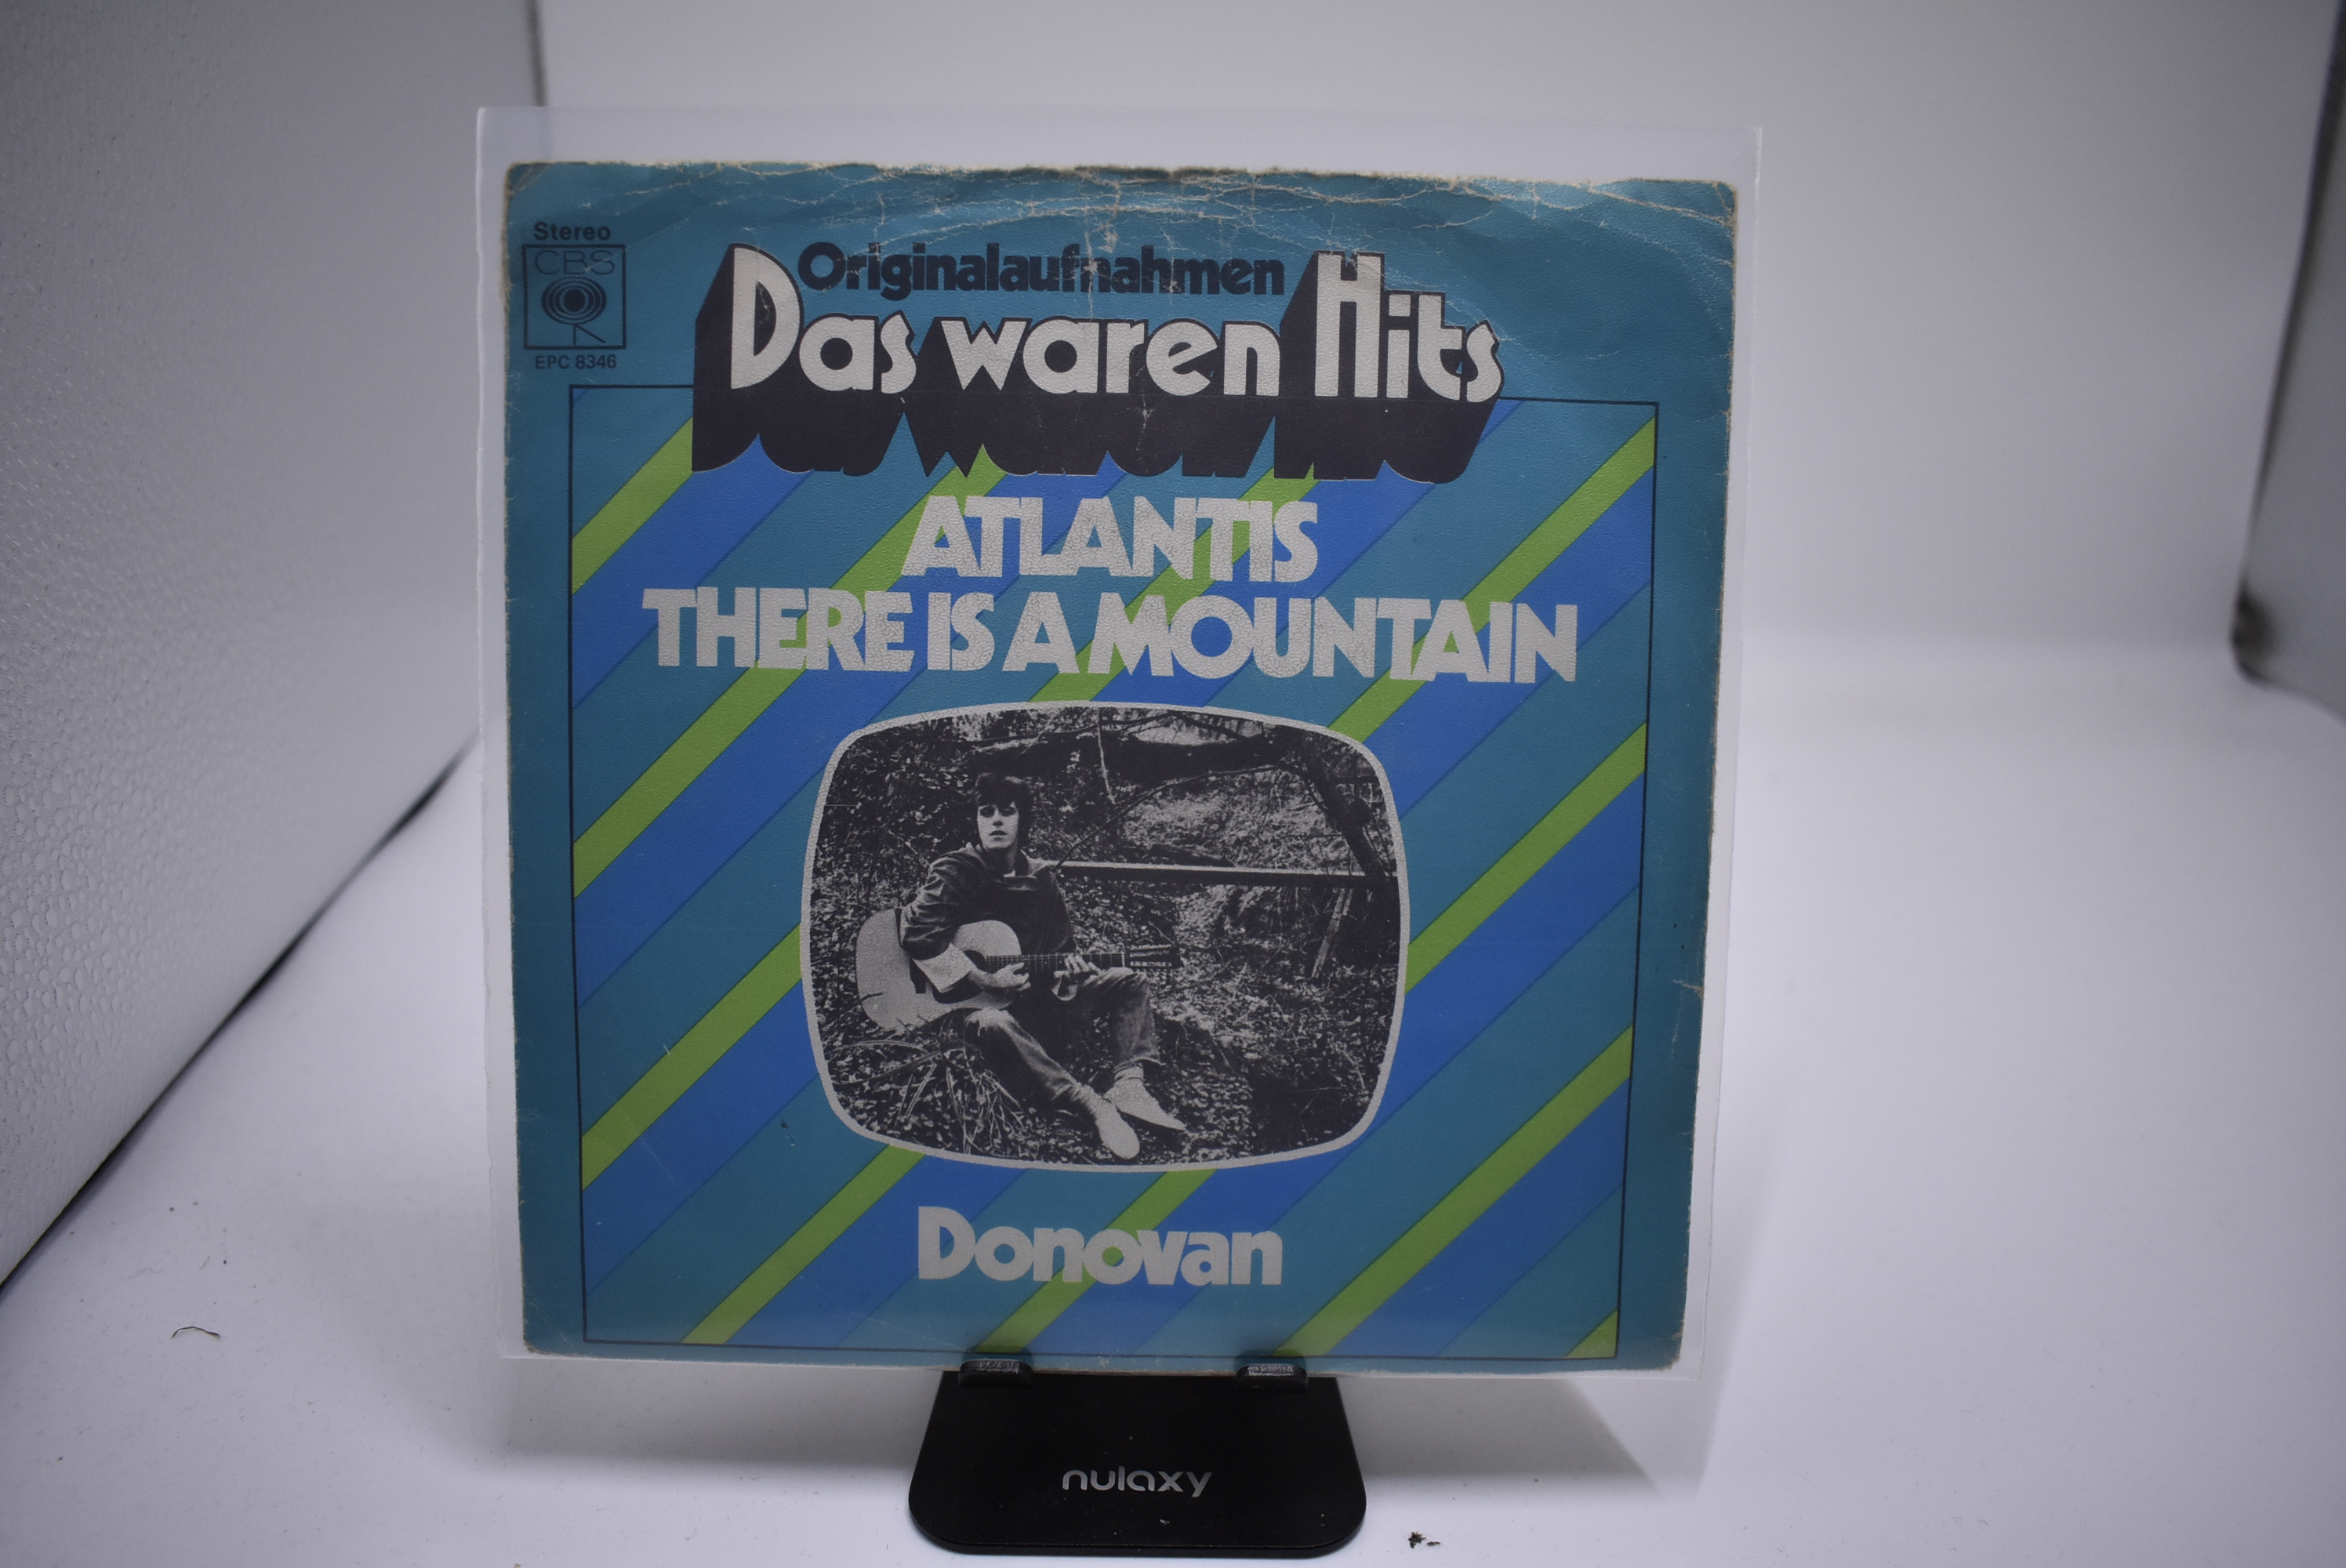 Stereo
CBS
EPC 8346
Originalaufnahmen
Das waren Hits
ATLANTIS
THERE IS A MOUNTAIN
Donovan
nulaxy